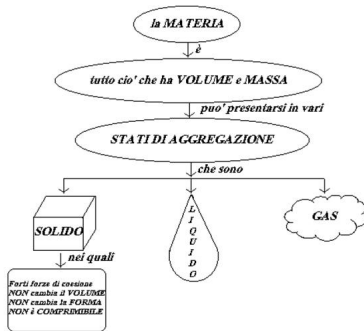 la MATERIA
è
tutto cio' che ha VOLUME e MASSA
puo' presentarsi in vari
STATI DI AGGREGAZIONE
che sono
SOLIDO
LIQUIDO
GAS
nei quali
Forti forze di coesione
NON cambia il VOLUME
NON cambia la FORMA
NON è COMPRIMIBILE